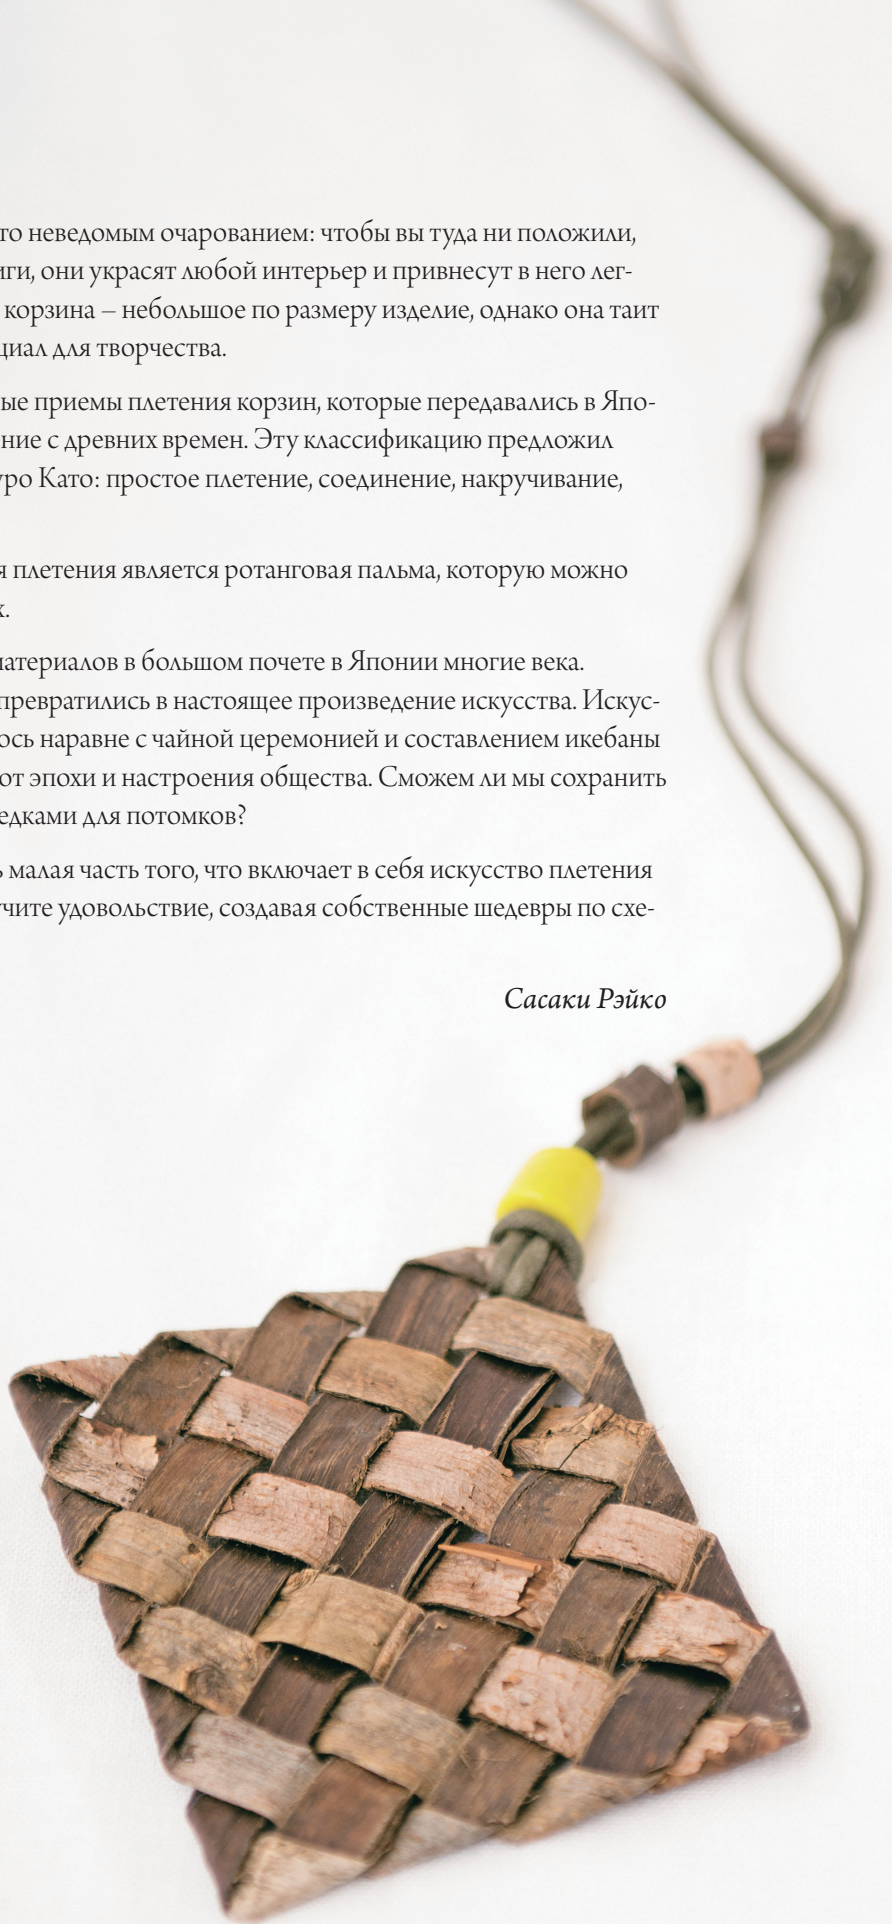 то неведомым очарованием: чтобы вы туда ни положили,
иги, они украсят любой интерьер и привнесут в него лег-
корзина – небольшое по размеру изделие, однако она таит
циал для творчества.
ые приемы плетения корзин, которые передавались в Япо-
ние с древних времен. Эту классификацию предложил
уро Като: простое плетение, соединение, накручивание,
я плетения является ротанговая пальма, которую можно
х.
материалов в большом почете в Японии многие века.
превратились в настоящее произведение искусства. Искус-
ось наравне с чайной церемонией и составлением икебаны
от эпохи и настроения общества. Сможем ли мы сохранить
едками для потомков?
ь малая часть того, что включает в себя искусство плетения
учите удовольствие, создавая собственные шедевры по схе-
Сасаки Рэйко